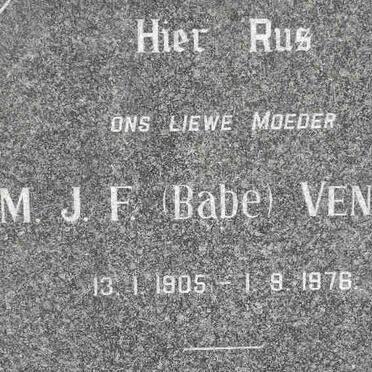 Hier Rus
ONS LIEWE MOEDER
M. J. F. (Babe) VEN
13. 1. 1905 - 1. 9. 1976.